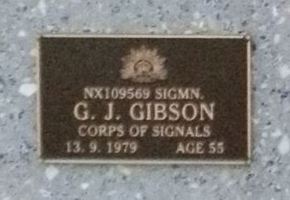 NX109569 SIGMN.
G. J. GIBSON
CORPS OF SIGNALS
13. 9. 1979 AGE 55